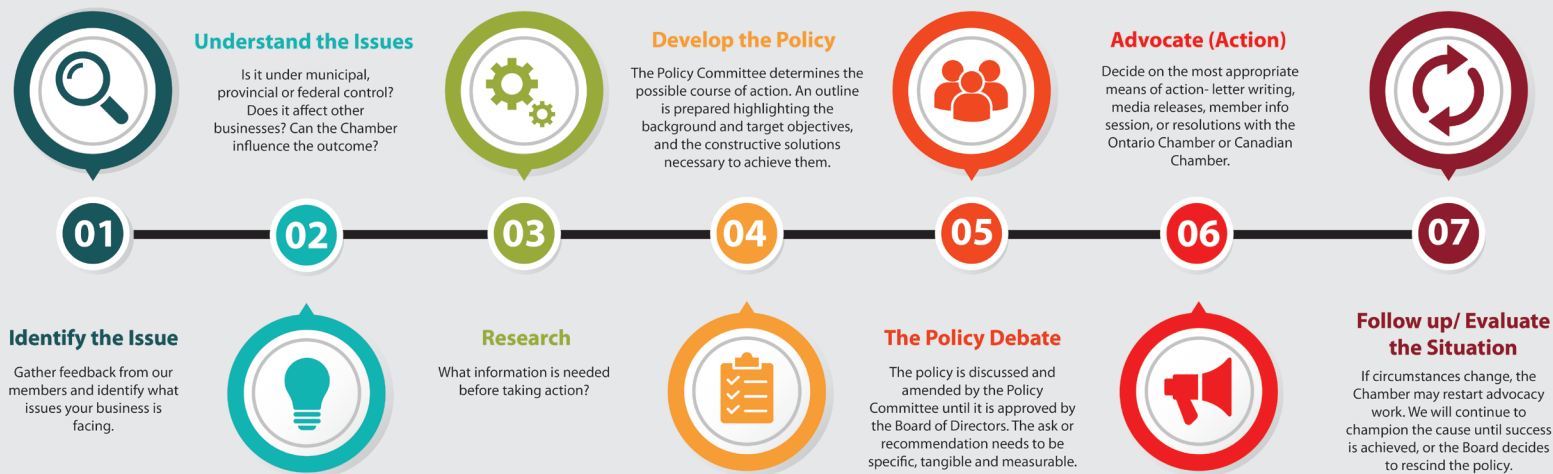 01
Identify the Issue
Gather feedback from our
members and identify what
issues your business is
facing.
Understand the Issues
Is it under municipal,
provincial or federal control?
Does it affect other
businesses? Can the Chamber
influence the outcome?
02
03
Research
What information is needed
before taking action?
Develop the Policy
The Policy Committee determines the
possible course of action. An outline
is prepared highlighting the
background and target objectives,
and the constructive solutions
necessary to achieve them.
04
05
The Policy Debate
The policy is discussed and
amended by the Policy
Committee until it is approved by
the Board of Directors. The ask or
recommendation needs to be
specific, tangible and measurable.
Advocate (Action)
Decide on the most appropriate
means of action- letter writing,
media releases, member info
session, or resolutions with the
Ontario Chamber or Canadian
Chamber.
06
07
Follow up/ Evaluate
the Situation
If circumstances change, the
Chamber may restart advocacy
work. We will continue to
champion the cause until success
is achieved, or the Board decides
to rescind the policy.